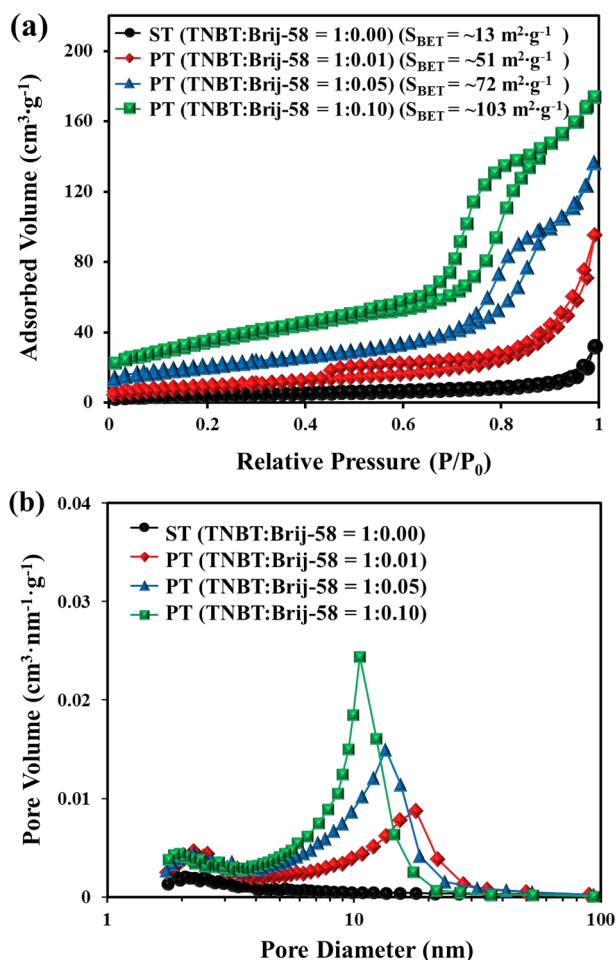 (a)
ST (TNBT:Brij-58 = 1:0.00) (S_BET = ~13 m²·g⁻¹ )
PT (TNBT:Brij-58 = 1:0.01) (S_BET = ~51 m²·g⁻¹ )
PT (TNBT:Brij-58 = 1:0.05) (S_BET = ~72 m²·g⁻¹ )
PT (TNBT:Brij-58 = 1:0.10) (S_BET = ~103 m²·g⁻¹)
Adsorbed Volume (cm³·g⁻¹)
200
160
120
80
40
0
0
0.2
0.4
0.6
0.8
1
Relative Pressure (P/P₀)
(b)
ST (TNBT:Brij-58 = 1:0.00)
PT (TNBT:Brij-58 = 1:0.01)
PT (TNBT:Brij-58 = 1:0.05)
PT (TNBT:Brij-58 = 1:0.10)
Pore Volume (cm³·nm⁻¹·g⁻¹)
0.04
0.03
0.02
0.01
0
1
10
100
Pore Diameter (nm)